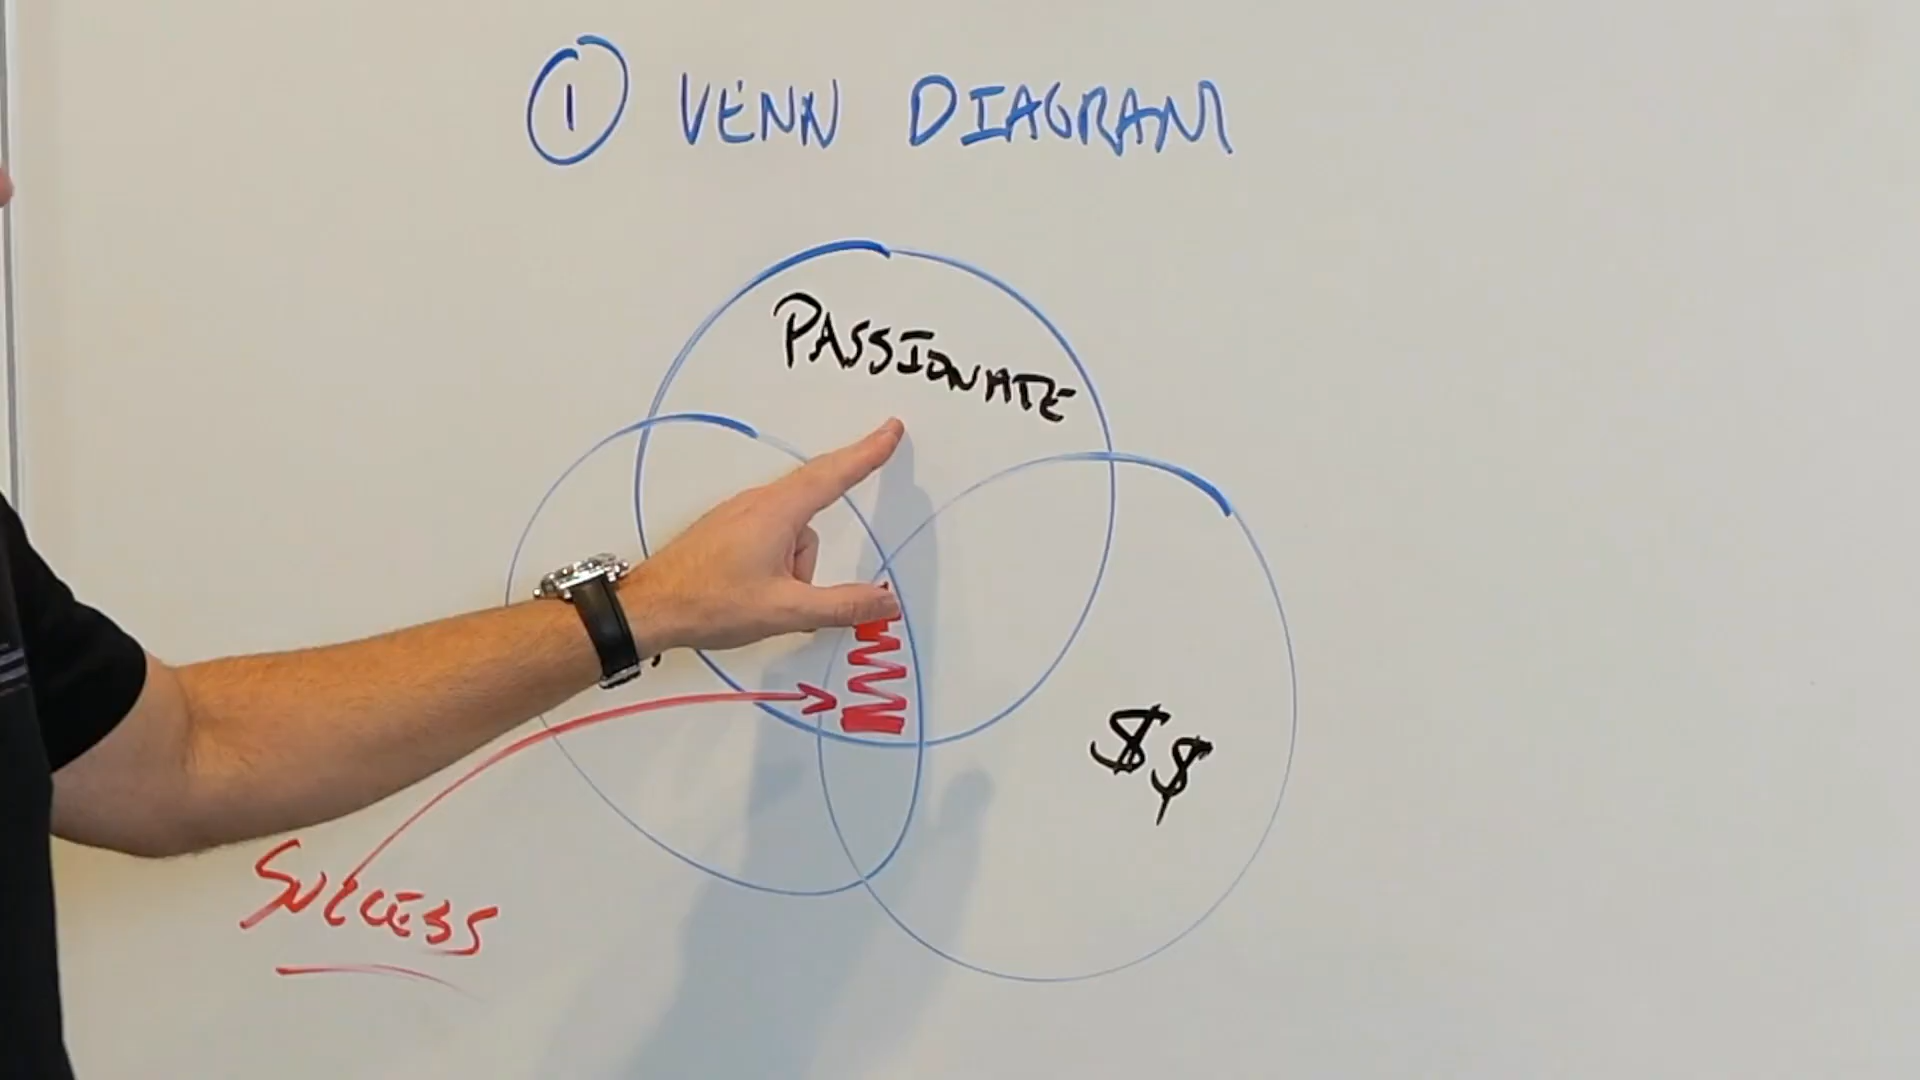 ① VENN DIAGRAM
PASSIONATE
$$
SUCCESS